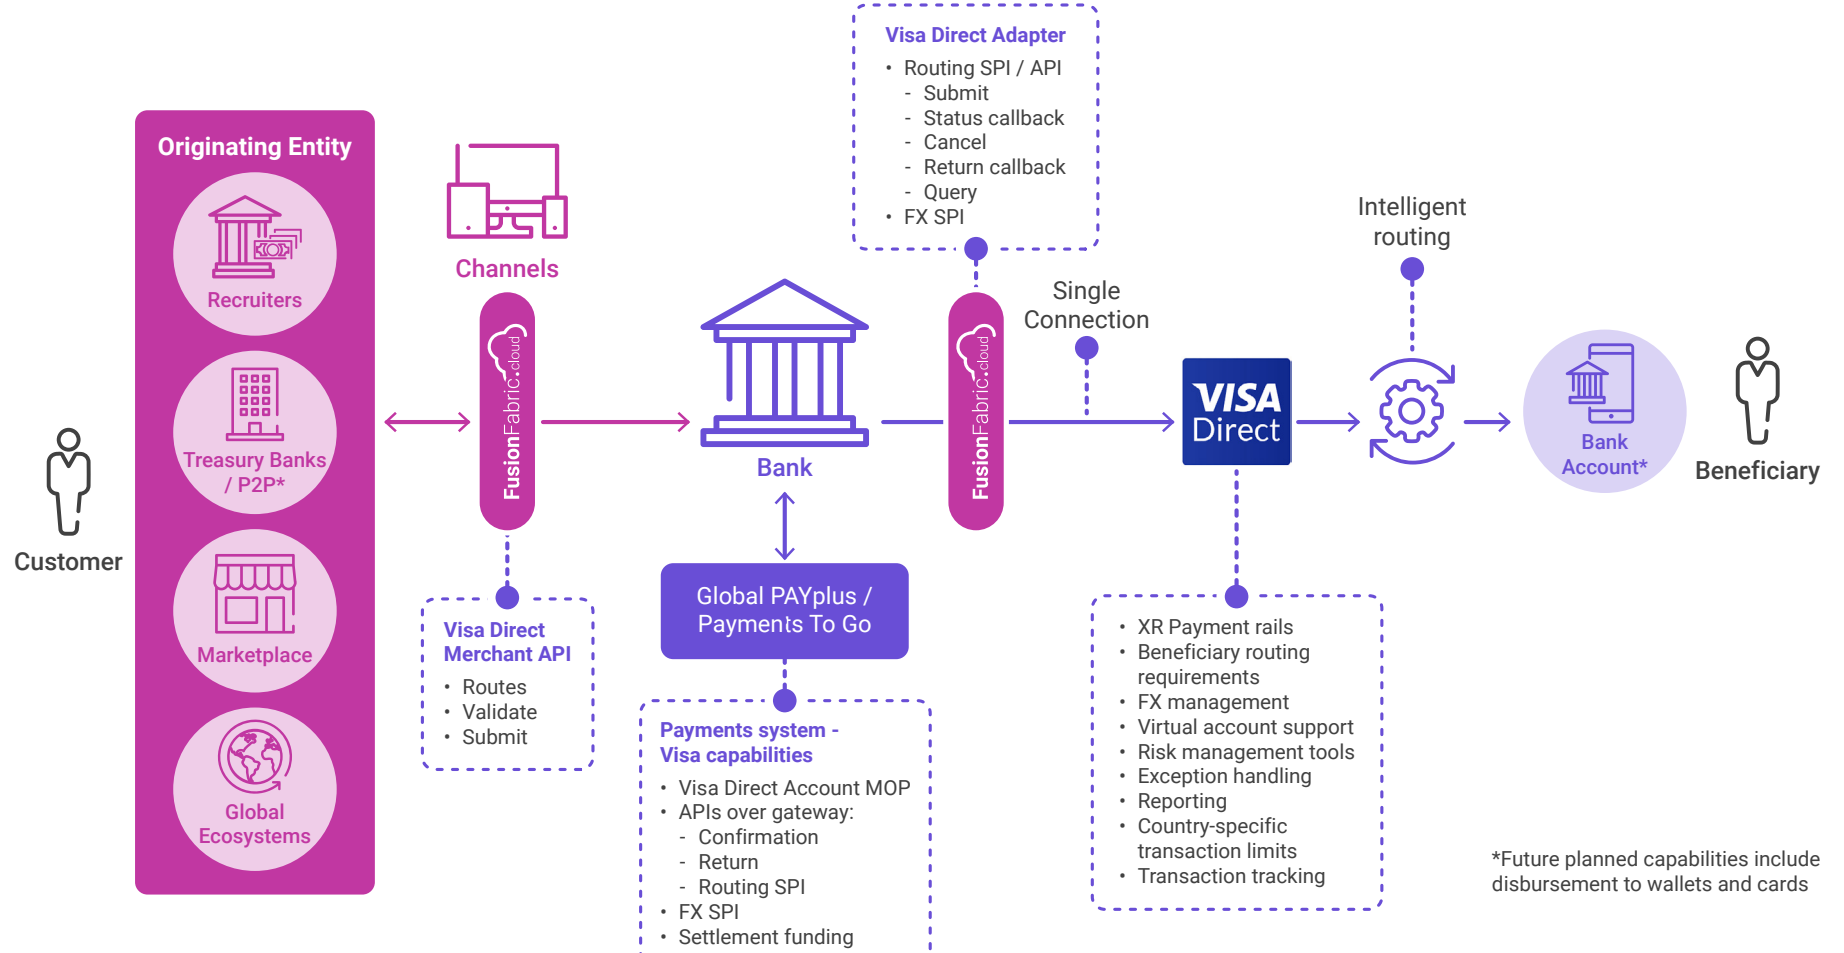 Visa Direct Adapter
• Routing SPI / API
- Submit
- Status callback
- Cancel
- Return callback
- Query
• FX SPI
Originating Entity
Recruiters
Treasury Banks
/ P2P*
Marketplace
Global
Ecosystems
Customer
Channels
FusionFabric.cloud
Visa Direct
Merchant API
• Routes
• Validate
• Submit
Bank
Global PAYplus /
Payments To Go
Payments system -
Visa capabilities
• Visa Direct Account MOP
• APIs over gateway:
- Confirmation
- Return
- Routing SPI
• FX SPI
• Settlement funding
FusionFabric.cloud
Single
Connection
VISA
Direct
• XR Payment rails
• Beneficiary routing
requirements
• FX management
• Virtual account support
• Risk management tools
• Exception handling
• Reporting
• Country-specific
transaction limits
• Transaction tracking
Intelligent
routing
Bank
Account*
Beneficiary
*Future planned capabilities include
disbursement to wallets and cards